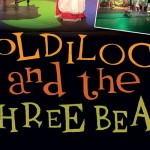 OLDILOC
and the
HREE BEA